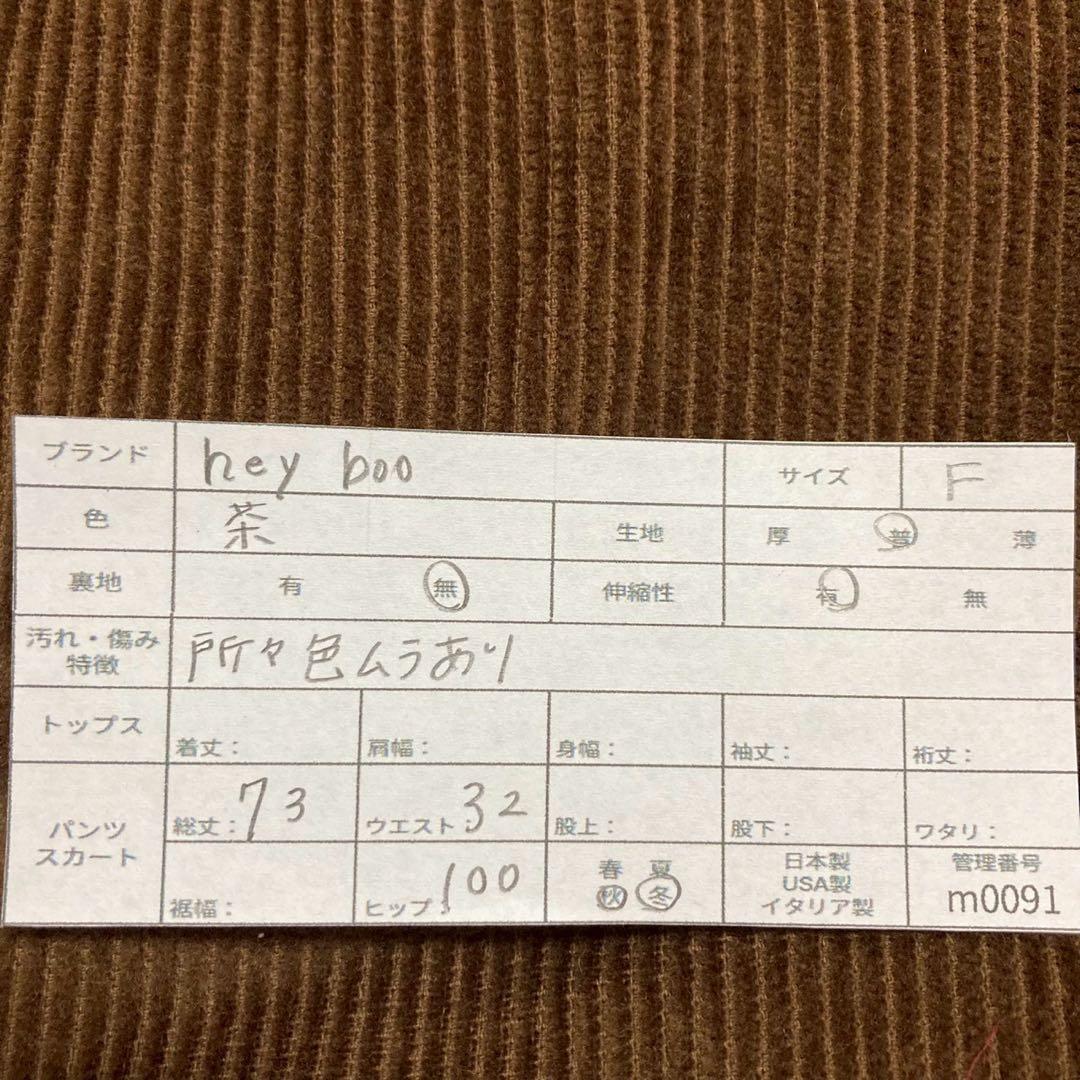 ブランド hey boo サイズ F
色 茶 生地 厚 普 薄
裏地 有 無 伸縮性 有 無
汚れ・傷み
特徴 所々色ムラあり
トップス 着丈: 肩幅: 身幅: 袖丈: 裄丈:
パンツ
スカート
総丈: 73 ウエスト 32 股上: 股下: ワタリ:
裾幅: ヒップ: 100
春 夏
秋 冬
日本製
USA製
イタリア製
管理番号
m0091